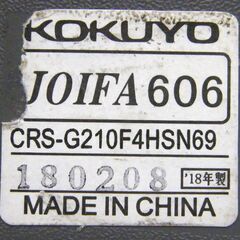 KOKUYO
JOIFA 606
CRS-G210F4HSN69
180208 '18年製
MADE IN CHINA